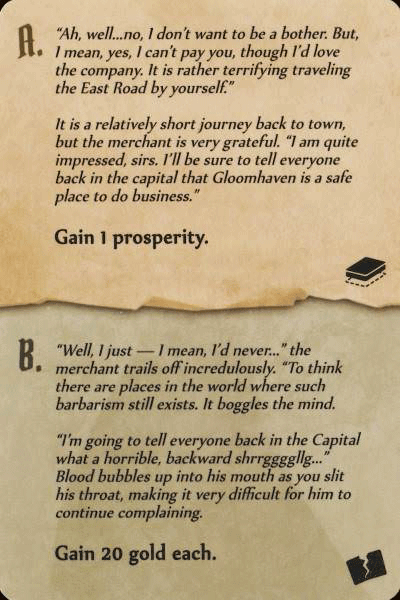 A. “Ah, well...no, I don’t want to be a bother. But,
I mean, yes, I can’t pay you, though I’d love
the company. It is rather terrifying traveling
the East Road by yourself.”
It is a relatively short journey back to town,
but the merchant is very grateful. “I am quite
impressed, sirs. I’ll be sure to tell everyone
back in the capital that Gloomhaven is a safe
place to do business.”
Gain 1 prosperity.
B. “Well, I just — I mean, I’d never...” the
merchant trails off incredulously. “To think
there are places in the world where such
barbarism still exists. It boggles the mind.
“I’m going to tell everyone back in the Capital
what a horrible, backward shrrggggllg...”
Blood bubbles up into his mouth as you slit
his throat, making it very difficult for him to
continue complaining.
Gain 20 gold each.